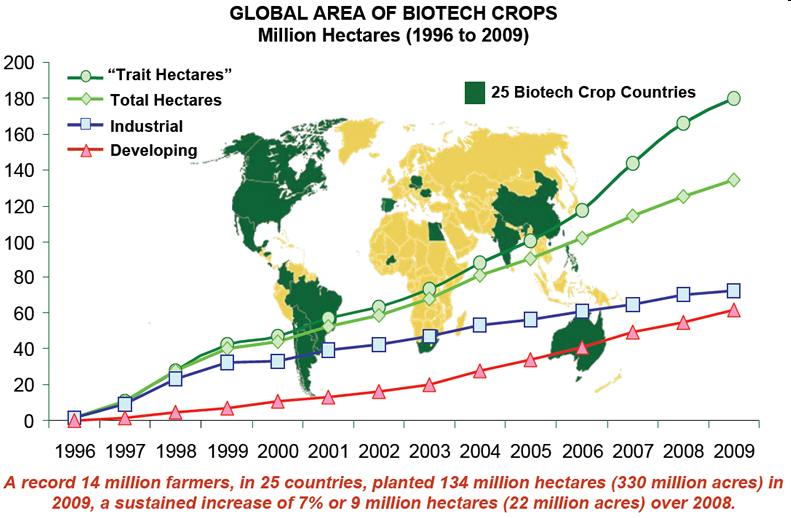 GLOBAL AREA OF BIOTECH CROPS
Million Hectares (1996 to 2009)
200
180
160
140
120
100
80
60
40
20
0
“Trait Hectares”
Total Hectares
Industrial
Developing
25 Biotech Crop Countries
1996 1997 1998 1999 2000 2001 2002 2003 2004 2005 2006 2007 2008 2009
A record 14 million farmers, in 25 countries, planted 134 million hectares (330 million acres) in
2009, a sustained increase of 7% or 9 million hectares (22 million acres) over 2008.